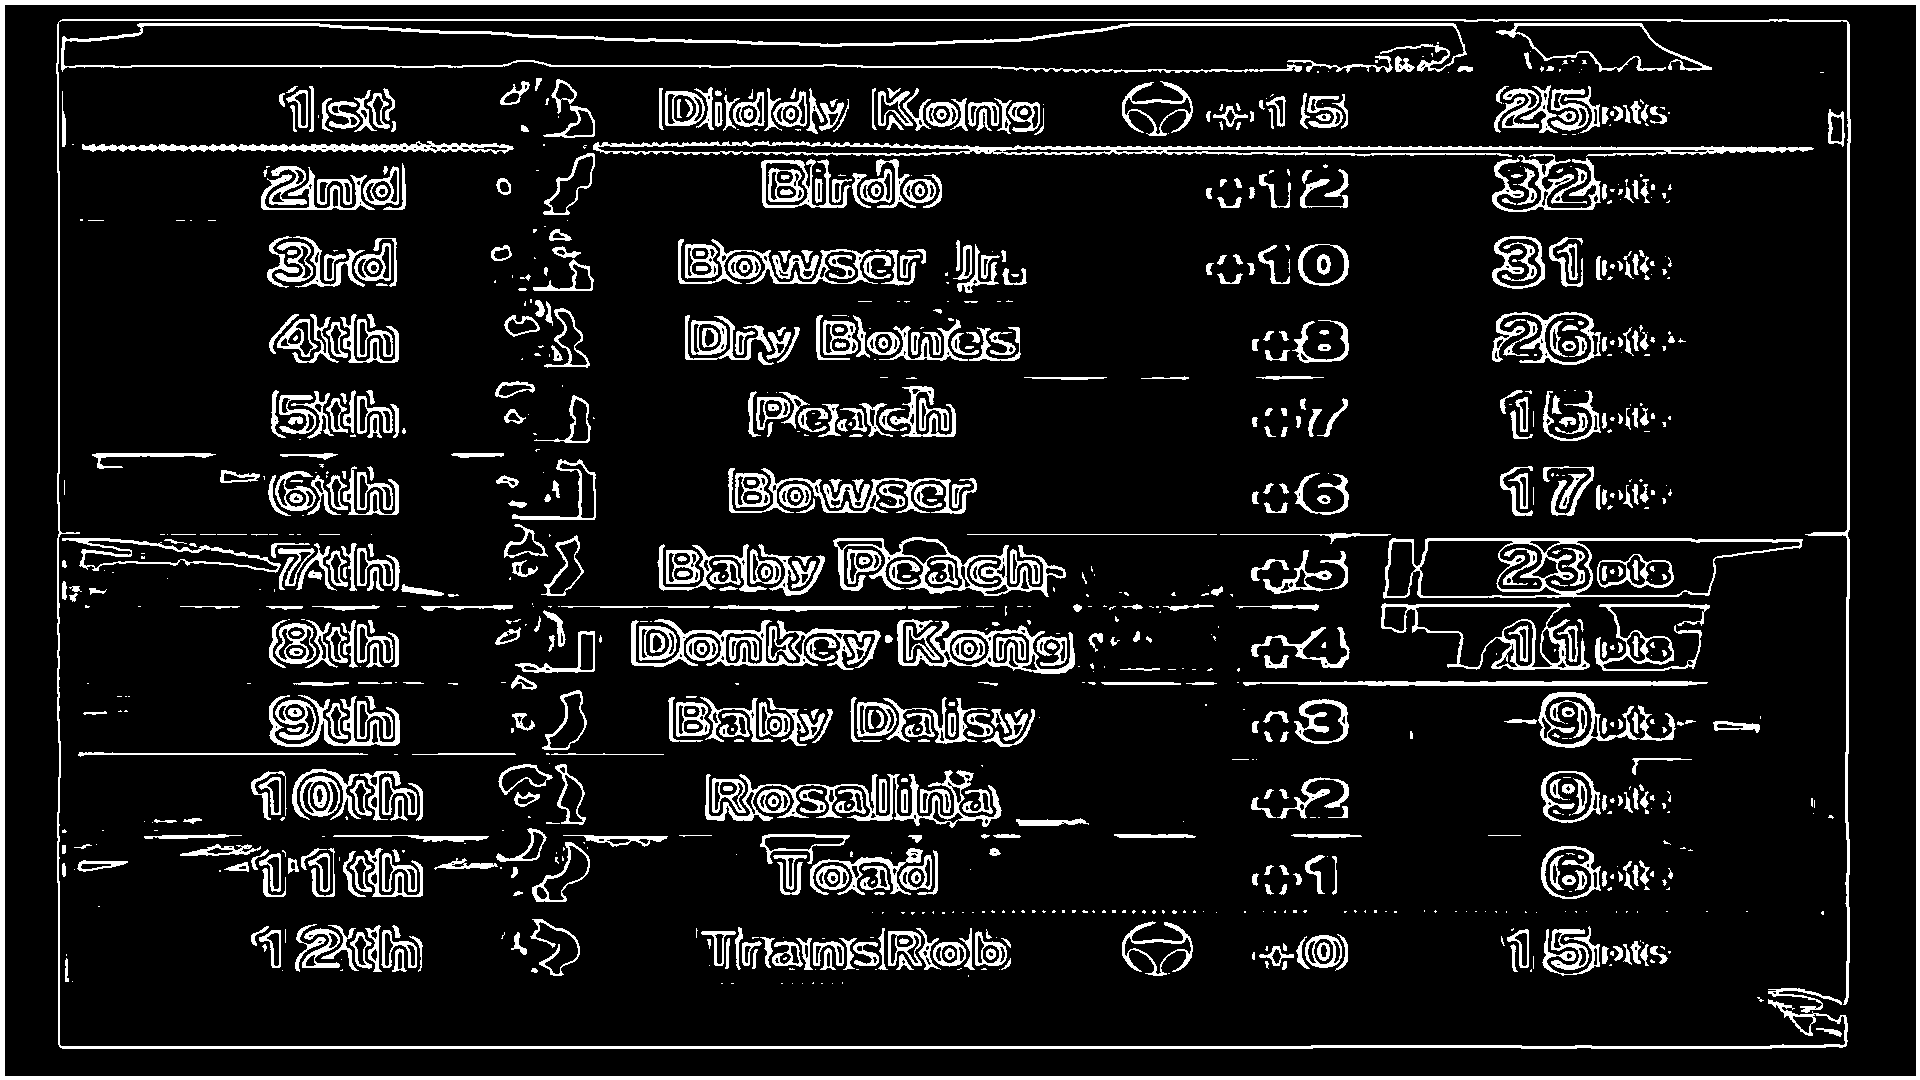 1st Diddy Kong +15 25pts
2nd Birdo +12 32pts
3rd Bowser Jr. +10 31pts
4th Dry Bones +8 26pts
5th Peach +7 15pts
6th Bowser +6 17pts
7th Baby Peach +5 23pts
8th Donkey Kong +4 11pts
9th Baby Daisy +3 9pts
10th Rosalina +2 9pts
11th Toad +1 6pts
12th TransRob +0 15pts